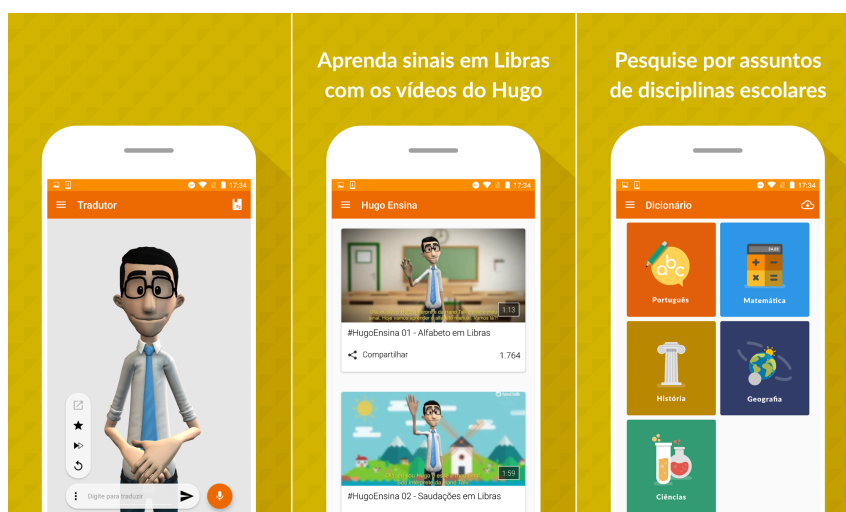 Aprenda sinais em Libras
com os vídeos do Hugo
Pesquise por assuntos
de disciplinas escolares
17:34
Tradutor
Digite para traduzir
17:34
Hugo Ensina
1:13
#HugoEnsina 01 - Alfabeto em Libras
Compartilhar
1.764
1:59
#HugoEnsina 02 - Saudações em Libras
17:34
Dicionário
abc
Português
Matemática
História
Geografia
Ciências